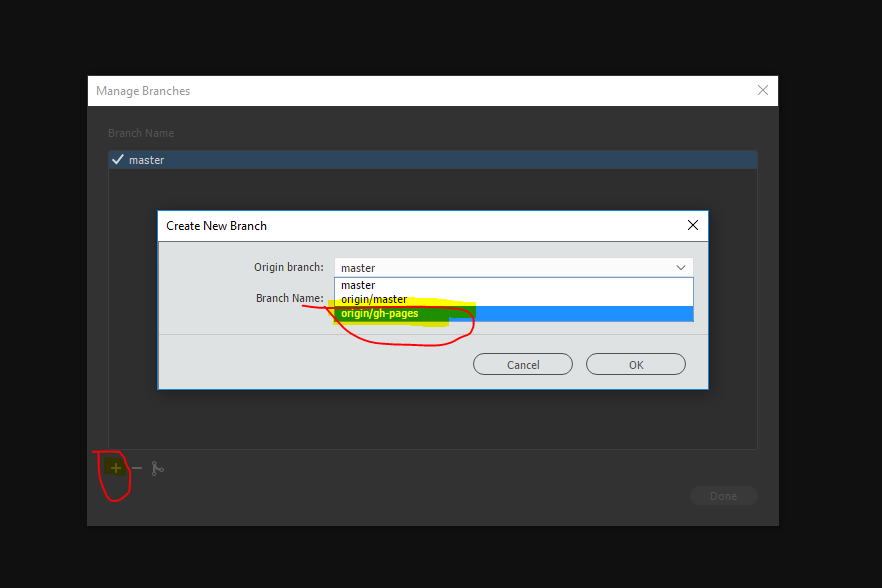 Manage Branches
Branch Name
master
Create New Branch
Origin branch: master
master
Branch Name: origin/master
origin/gh-pages
Cancel OK
Done